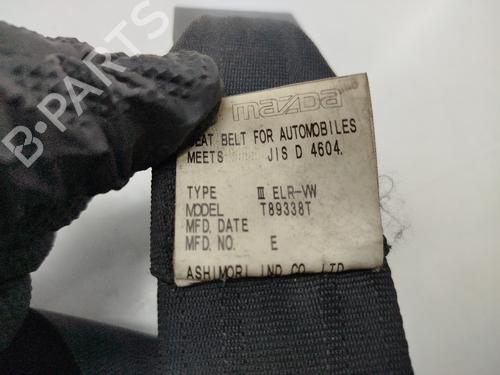 mazda
SEAT BELT FOR AUTOMOBILES
MEETS JIS D 4604.
TYPE III ELR-VW
MODEL T89338T
MFD. DATE
MFD. NO. E
ASHIMORI IND CO. LTD
B-PARTS